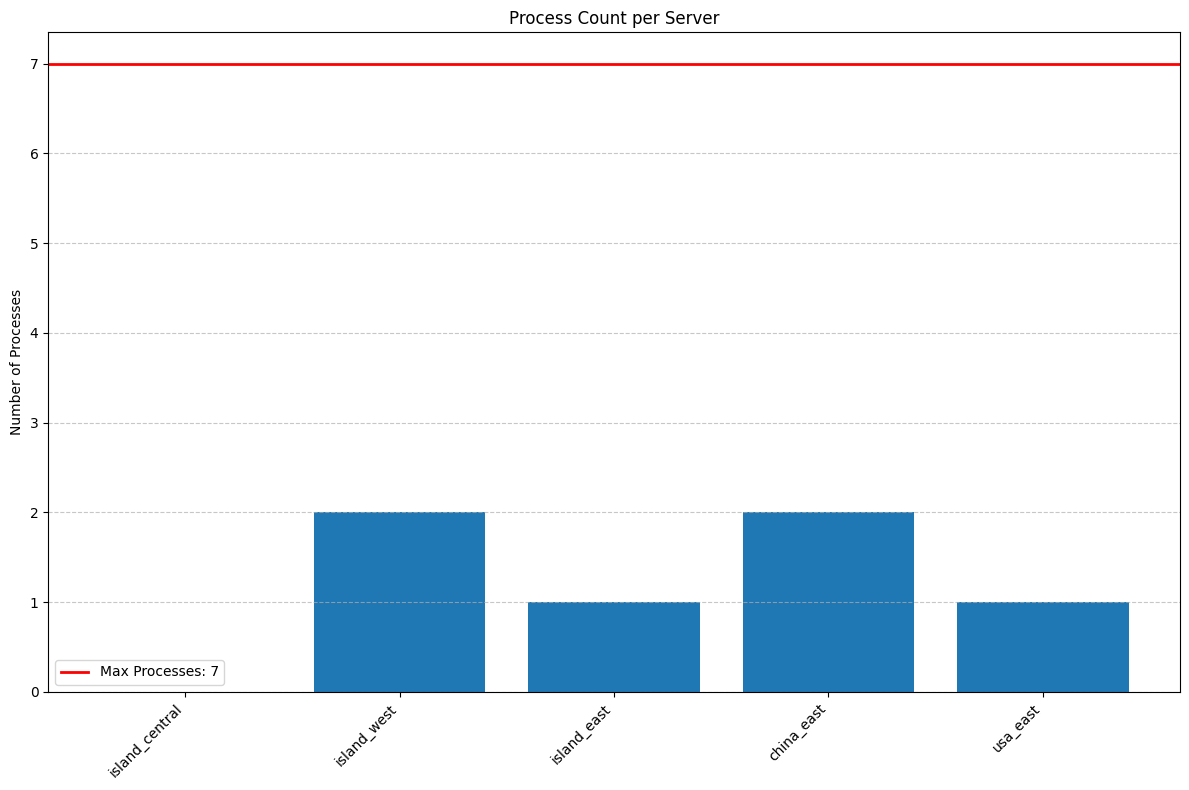 Process Count per Server
Number of Processes
7
6
5
4
3
2
1
0
Max Processes: 7
island_central
island_west
island_east
china_east
usa_east